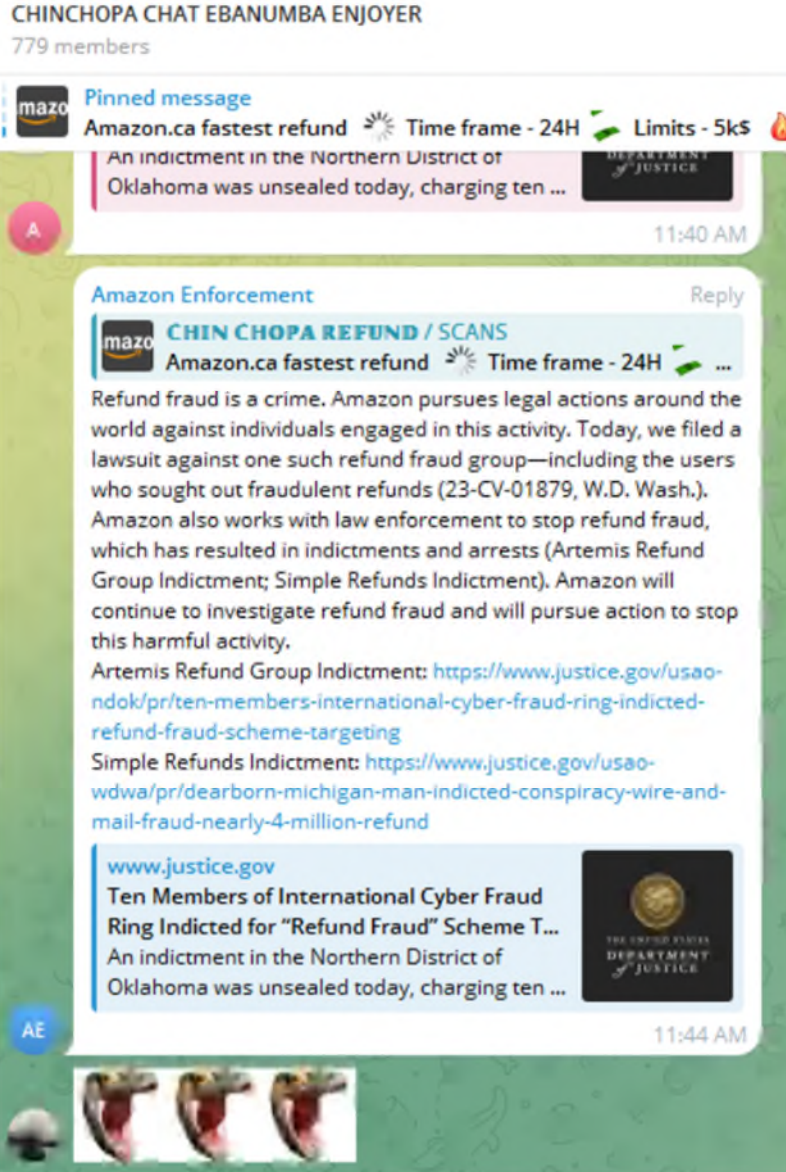 CHINCHOPA CHAT EBANUMBA ENJOYER
779 members
mazo
Pinned message
Amazon.ca fastest refund Time frame - 24H Limits - 5k$
An indictment in the Northern District of
Oklahoma was unsealed today, charging ten ...
DEPARTMENT
of JUSTICE
A
11:40 AM
Amazon Enforcement
Reply
mazo
CHIN CHOPA REFUND / SCANS
Amazon.ca fastest refund Time frame - 24H ...
Refund fraud is a crime. Amazon pursues legal actions around the
world against individuals engaged in this activity. Today, we filed a
lawsuit against one such refund fraud group—including the users
who sought out fraudulent refunds (23-CV-01879, W.D. Wash.).
Amazon also works with law enforcement to stop refund fraud,
which has resulted in indictments and arrests (Artemis Refund
Group Indictment; Simple Refunds Indictment). Amazon will
continue to investigate refund fraud and will pursue action to stop
this harmful activity.
Artemis Refund Group Indictment: https://www.justice.gov/usao-
ndok/pr/ten-members-international-cyber-fraud-ring-indicted-
refund-fraud-scheme-targeting
Simple Refunds Indictment: https://www.justice.gov/usao-
wdwa/pr/dearborn-michigan-man-indicted-conspiracy-wire-and-
mail-fraud-nearly-4-million-refund
www.justice.gov
Ten Members of International Cyber Fraud
Ring Indicted for “Refund Fraud” Scheme T...
An indictment in the Northern District of
Oklahoma was unsealed today, charging ten ...
THE UNITED STATES
DEPARTMENT
of JUSTICE
AE
11:44 AM